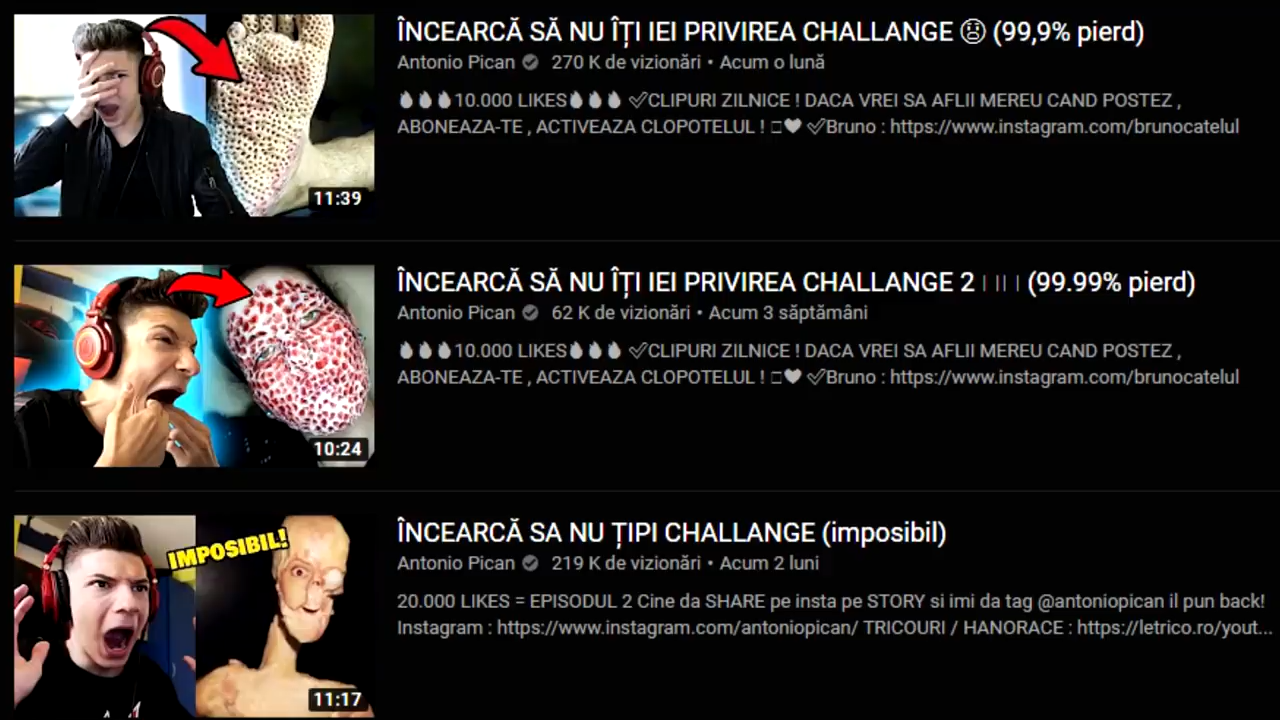 ÎNCEARCĂ SĂ NU ÎȚI IEI PRIVIREA CHALLANGE 😨 (99,9% pierd)
Antonio Pican 270 K de vizionări • Acum o lună
🔥🔥🔥10.000 LIKES🔥🔥🔥 ✅CLIPURI ZILNICE ! DACA VREI SA AFLII MEREU CAND POSTEZ ,
ABONEAZA-TE , ACTIVEAZA CLOPOTELUL ! □♥ ✅Bruno : https://www.instagram.com/brunocatelul
11:39
ÎNCEARCĂ SĂ NU ÎȚI IEI PRIVIREA CHALLANGE 2 ▯▯▯ (99.99% pierd)
Antonio Pican 62 K de vizionări • Acum 3 săptămâni
🔥🔥🔥10.000 LIKES🔥🔥🔥 ✅CLIPURI ZILNICE ! DACA VREI SA AFLII MEREU CAND POSTEZ ,
ABONEAZA-TE , ACTIVEAZA CLOPOTELUL ! □♥ ✅Bruno : https://www.instagram.com/brunocatelul
10:24
ÎNCEARCĂ SA NU ȚIPI CHALLANGE (imposibil)
Antonio Pican 219 K de vizionări • Acum 2 luni
IMPOSIBIL!
20.000 LIKES = EPISODUL 2 Cine da SHARE pe insta pe STORY si imi da tag @antoniopican il pun back!
Instagram : https://www.instagram.com/antoniopican/ TRICOURI / HANORACE : https://letrico.ro/yout...
11:17